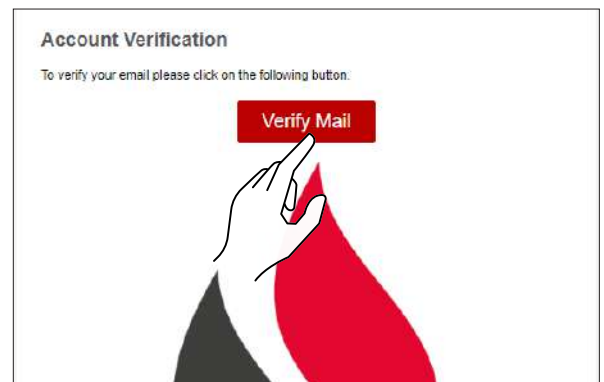 Account Verification
To verify your email please click on the following button.
Verify Mail